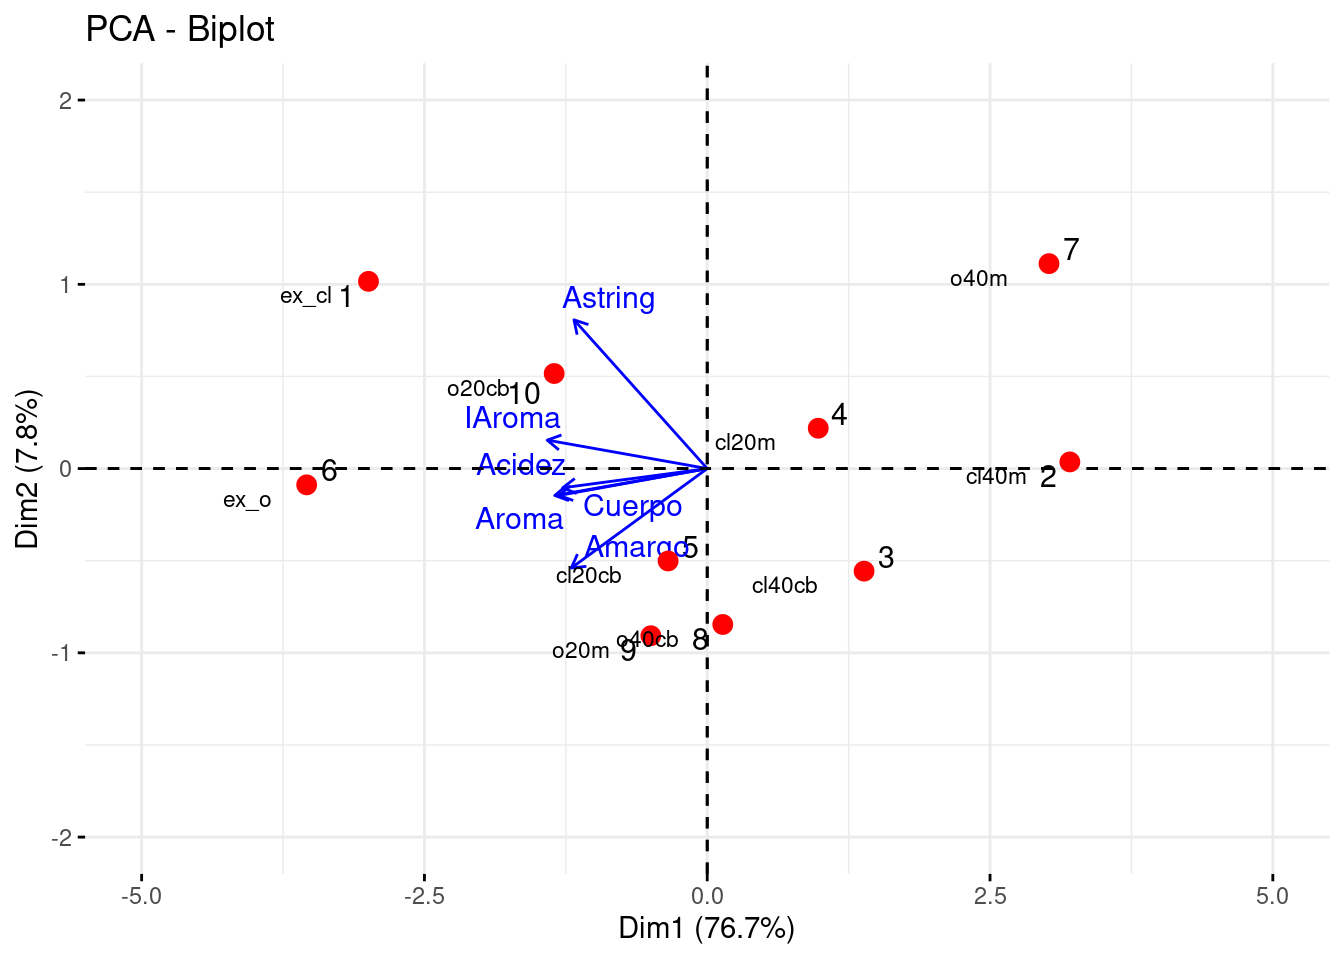 PCA - Biplot
2
1
0
-1
-2
Dim2 (7.8%)
7
o40m
Astring
ex_cl 1
o20cb 10
IAroma
4
cl20m
Acidez
6
ex_o
cl40m 2
Cuerpo
Aroma
Amargo
5
cl20cb
3
cl40cb
o40cb 8
o20m 9
-5.0
-2.5
0.0
2.5
5.0
Dim1 (76.7%)